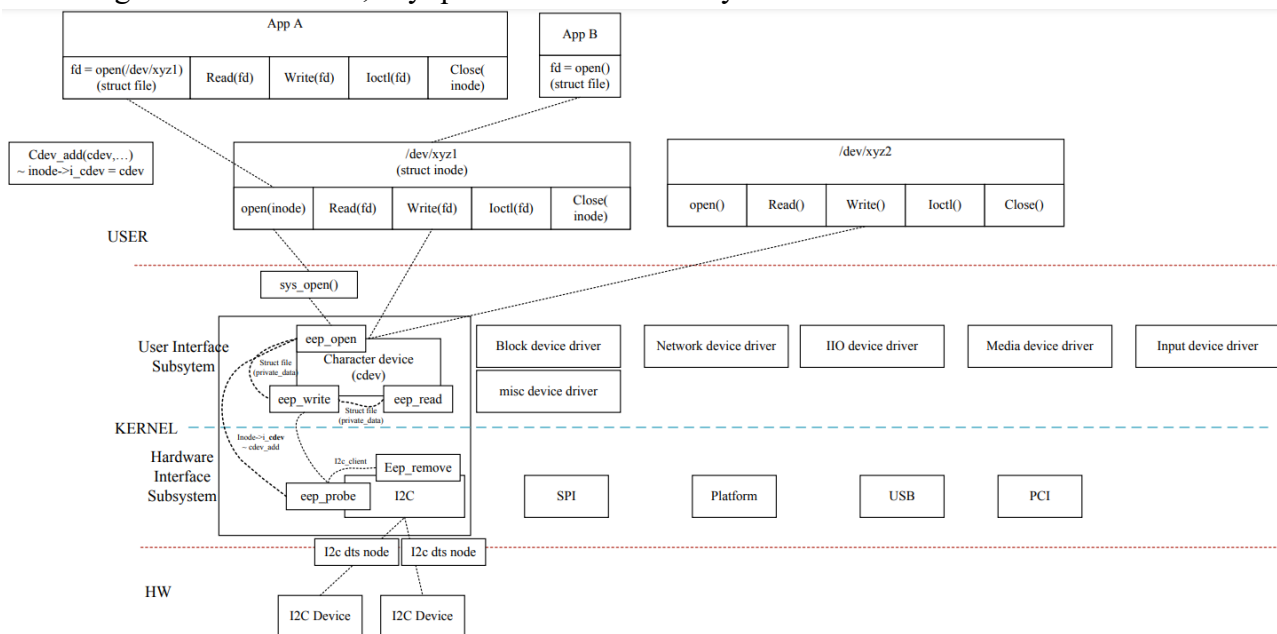 App A
App B
fd = open(/dev/xyz1)
(struct file)
Read(fd)
Write(fd)
Ioctl(fd)
Close(
inode)
fd = open()
(struct file)
Cdev_add(cdev,…)
~ inode->i_cdev = cdev
/dev/xyz1
(struct inode)
/dev/xyz2
open(inode)
Read(fd)
Write(fd)
Ioctl(fd)
Close(
inode)
open()
Read()
Write()
Ioctl()
Close()
USER
sys_open()
User Interface
Subsytem
eep_open
Character device
(cdev)
Struct file
(private_data)
eep_write
eep_read
Struct file
(private_data)
Block device driver
Network device driver
IIO device driver
Media device driver
Input device driver
misc device driver
KERNEL
Inode->i_cdev
~ cdev_add
Hardware
Interface
Subsystem
I2c_client
Eep_remove
eep_probe
I2C
SPI
Platform
USB
PCI
I2c dts node
I2c dts node
HW
I2C Device
I2C Device